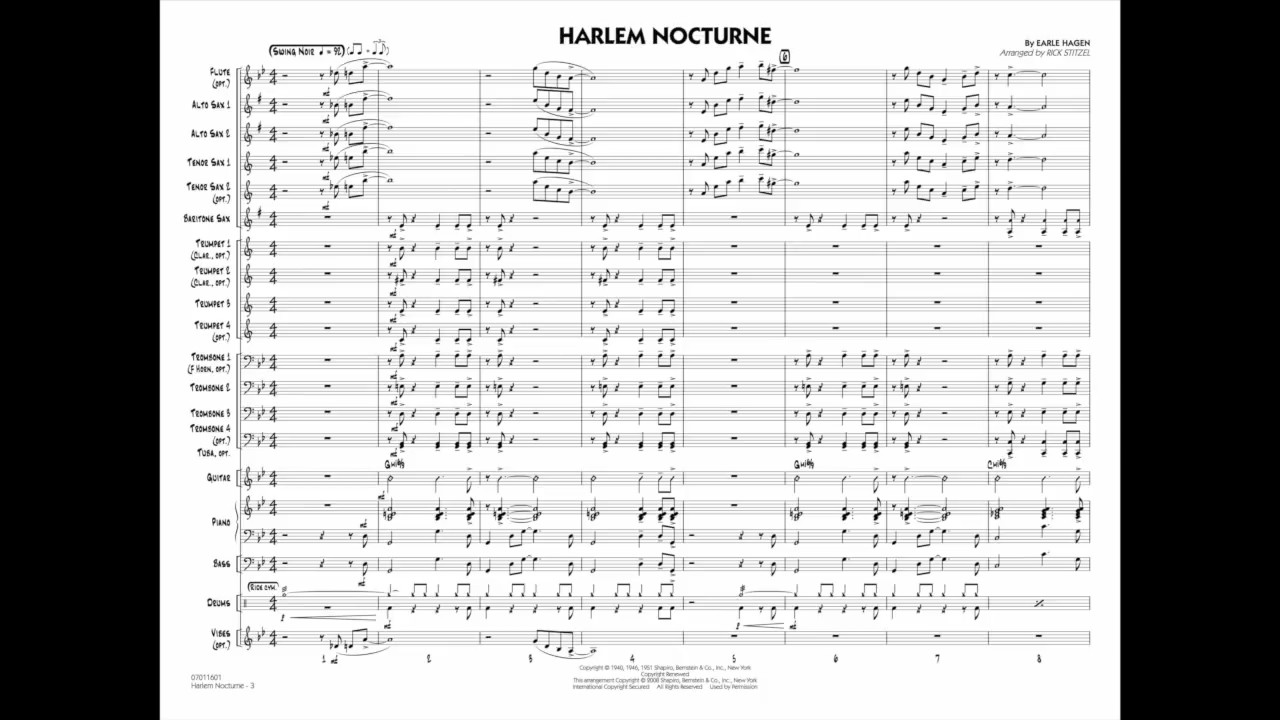 HARLEM NOCTURNE
By EARLE HAGEN
Arranged by RICK STITZEL
SWING NOIR ♩= 92
3
6
FLUTE
(OPT.)
ALTO SAX 1
ALTO SAX 2
TENOR SAX 1
TENOR SAX 2
(OPT.)
BARITONE SAX
TRUMPET 1
(CLAR., OPT.)
TRUMPET 2
(CLAR., OPT.)
TRUMPET 3
TRUMPET 4
(OPT.)
TROMBONE 1
(F HORN, OPT.)
TROMBONE 2
TROMBONE 3
TROMBONE 4
(OPT.)
TUBA, OPT.
GUITAR
PIANO
BASS
RIDE CYM.
DRUMS
VIBES
(OPT.)
1 2 3 4 5 6 7 8
Copyright © 1940, 1946, 1951 Shapiro, Bernstein & Co., Inc., New York
Copyright Renewed
This arrangement Copyright © 2008 Shapiro, Bernstein & Co., Inc., New York
International Copyright Secured All Rights Reserved Used by Permission
07011601
Harlem Nocturne - 3